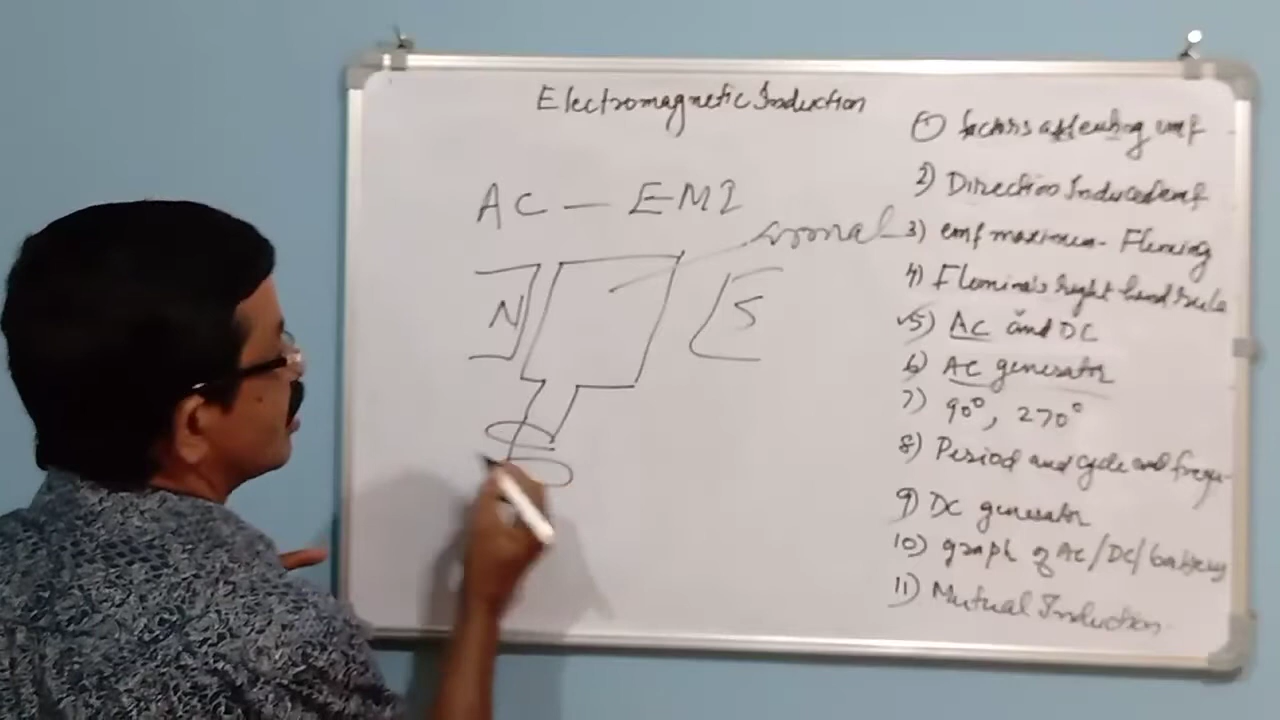 Electromagnetic Induction
AC — EMI
N
S
1) factors affecting emf
2) Direction Induced emf
3) emf maximum - Fleming
4) Fleming's right hand rule
5) AC and DC
6) AC generator
7) 90°, 270°
8) Period and cycle and frequ-
9) DC generator
10) graph of AC/DC/battery
11) Mutual Induction